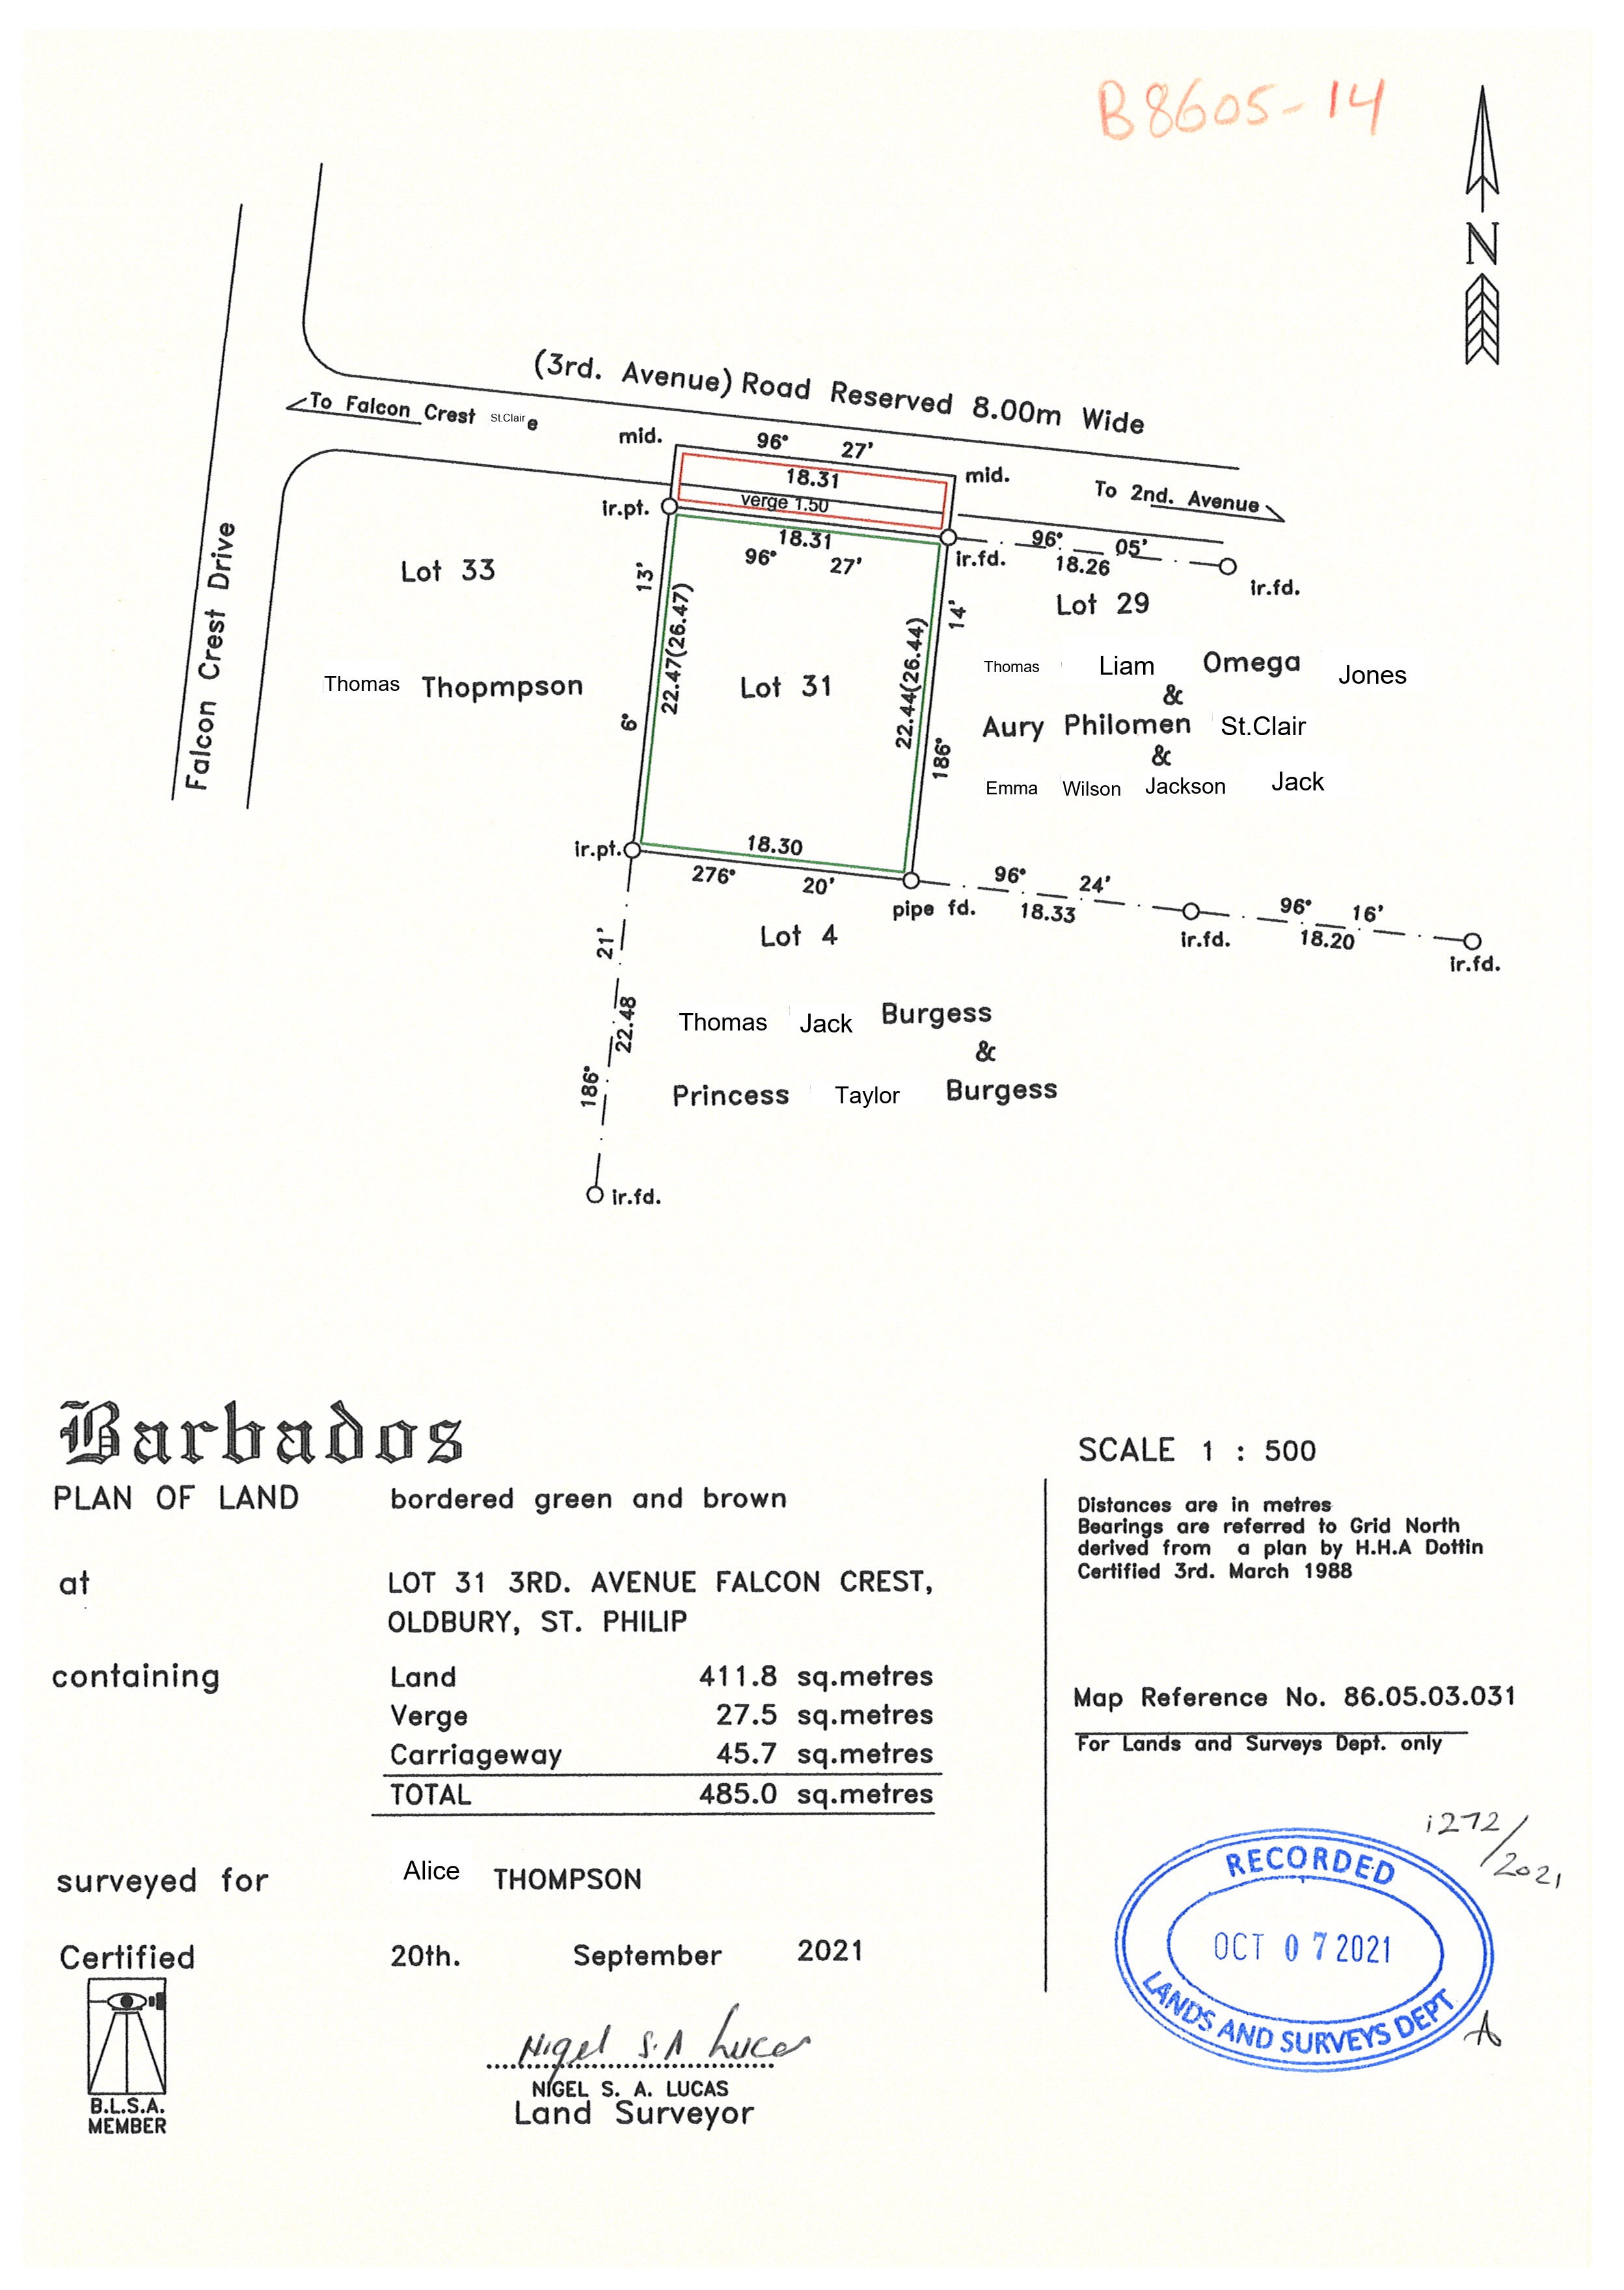 B8605-14
N
(3rd. Avenue) Road Reserved 8.00m Wide
To Falcon Crest St.Clair e
mid.
96° 27'
18.31
mid.
verge 1.50
To 2nd. Avenue
ir.pt.
18.31
96° 27'
ir.fd.
96° 05'
18.26
ir.fd.
Falcon Crest Drive
Lot 33
13'
22.47(26.47)
14'
Lot 29
Thomas Thopmpson
6°
Lot 31
22.44(26.44)
186°
Thomas Liam Omega Jones
&
Aury Philomen St.Clair
&
Emma Wilson Jackson Jack
ir.pt.
18.30
276° 20'
pipe fd.
96° 24'
18.33
ir.fd.
96° 16'
18.20
ir.fd.
Lot 4
21'
22.48
186°
Thomas Jack Burgess
&
Princess Taylor Burgess
ir.fd.
Barbados
PLAN OF LAND bordered green and brown
at LOT 31 3RD. AVENUE FALCON CREST,
OLDBURY, ST. PHILIP
containing Land 411.8 sq.metres
Verge 27.5 sq.metres
Carriageway 45.7 sq.metres
TOTAL 485.0 sq.metres
surveyed for Alice THOMPSON
Certified 20th. September 2021
B.L.S.A.
MEMBER
Nigel S.A Lucas
NIGEL S. A. LUCAS
Land Surveyor
SCALE 1 : 500
Distances are in metres
Bearings are referred to Grid North
derived from a plan by H.H.A Dottin
Certified 3rd. March 1988
Map Reference No. 86.05.03.031
For Lands and Surveys Dept. only
1272/2021
RECORDED
OCT 07 2021
LANDS AND SURVEYS DEPT